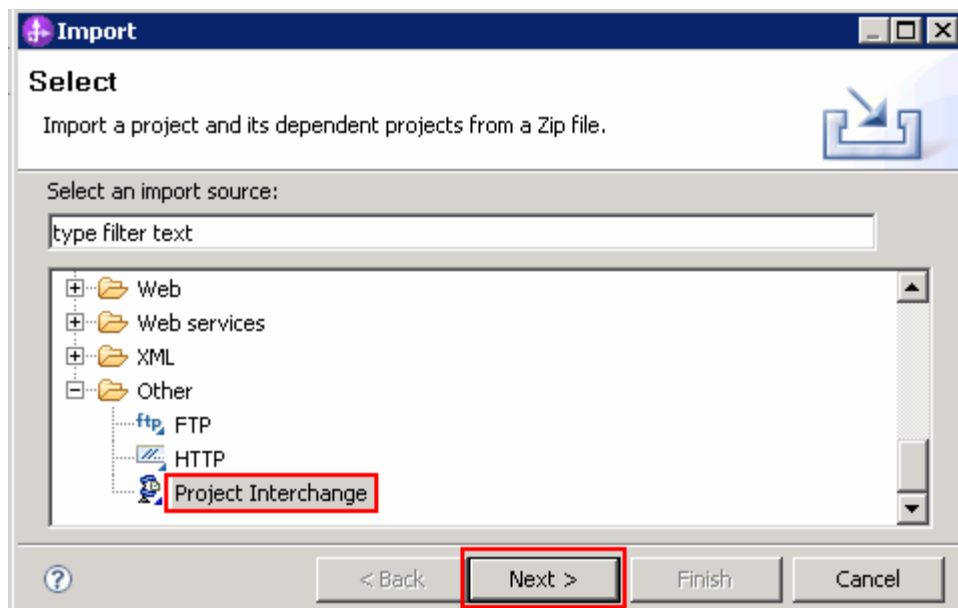 Import
Select
Import a project and its dependent projects from a Zip file.
Select an import source:
type filter text
Web
Web services
XML
Other
ftp FTP
HTTP
Project Interchange
? < Back Next > Finish Cancel